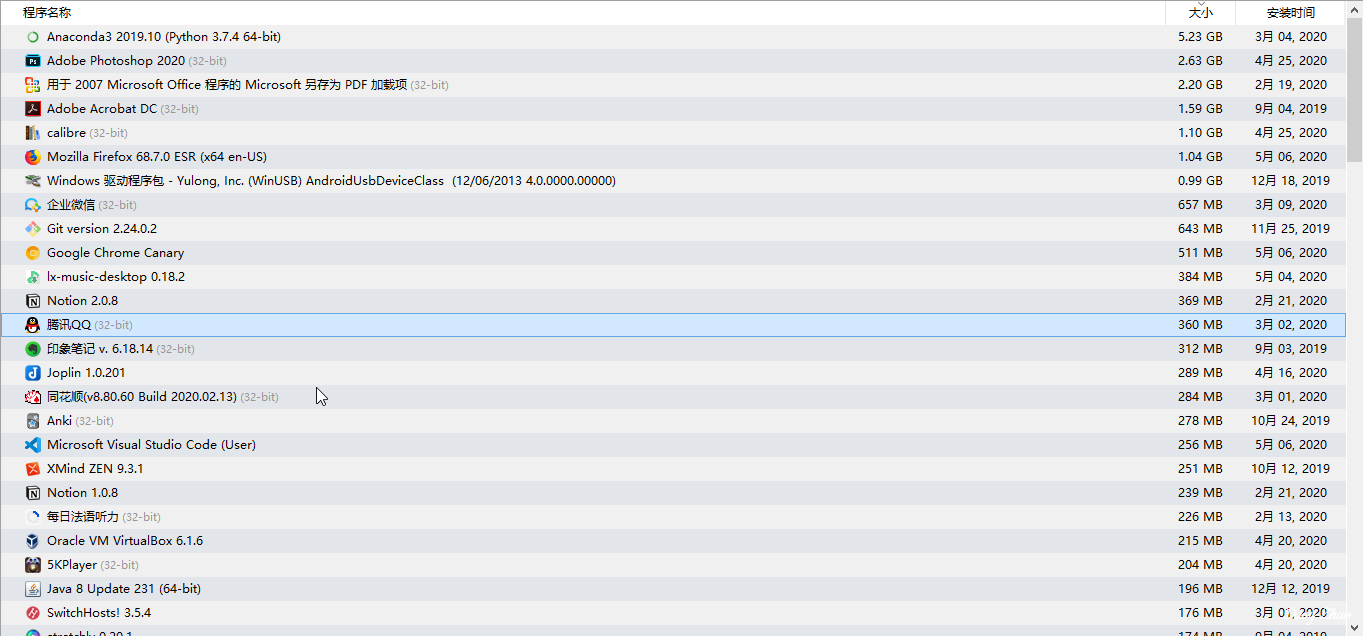 程序名称 大小 安装时间
Anaconda3 2019.10 (Python 3.7.4 64-bit) 5.23 GB 3月 04, 2020
Adobe Photoshop 2020 (32-bit) 2.63 GB 4月 25, 2020
用于 2007 Microsoft Office 程序的 Microsoft 另存为 PDF 加载项 (32-bit) 2.20 GB 2月 19, 2020
Adobe Acrobat DC (32-bit) 1.59 GB 9月 04, 2019
calibre (32-bit) 1.10 GB 4月 25, 2020
Mozilla Firefox 68.7.0 ESR (x64 en-US) 1.04 GB 5月 06, 2020
Windows 驱动程序包 - Yulong, Inc. (WinUSB) AndroidUsbDeviceClass (12/06/2013 4.0.0000.00000) 0.99 GB 12月 18, 2019
企业微信 (32-bit) 657 MB 3月 09, 2020
Git version 2.24.0.2 643 MB 11月 25, 2019
Google Chrome Canary 511 MB 5月 06, 2020
lx-music-desktop 0.18.2 384 MB 5月 04, 2020
Notion 2.0.8 369 MB 2月 21, 2020
腾讯QQ (32-bit) 360 MB 3月 02, 2020
印象笔记 v. 6.18.14 (32-bit) 312 MB 9月 03, 2019
Joplin 1.0.201 289 MB 4月 16, 2020
同花顺(v8.80.60 Build 2020.02.13) (32-bit) 284 MB 3月 01, 2020
Anki (32-bit) 278 MB 10月 24, 2019
Microsoft Visual Studio Code (User) 256 MB 5月 06, 2020
XMind ZEN 9.3.1 251 MB 10月 12, 2019
Notion 1.0.8 239 MB 2月 21, 2020
每日法语听力 (32-bit) 226 MB 2月 13, 2020
Oracle VM VirtualBox 6.1.6 215 MB 4月 20, 2020
5KPlayer (32-bit) 204 MB 4月 20, 2020
Java 8 Update 231 (64-bit) 196 MB 12月 12, 2019
SwitchHosts! 3.5.4 176 MB 3月 01, 2020
stretchly 0.20.1 174 MB 9月 04, 2019